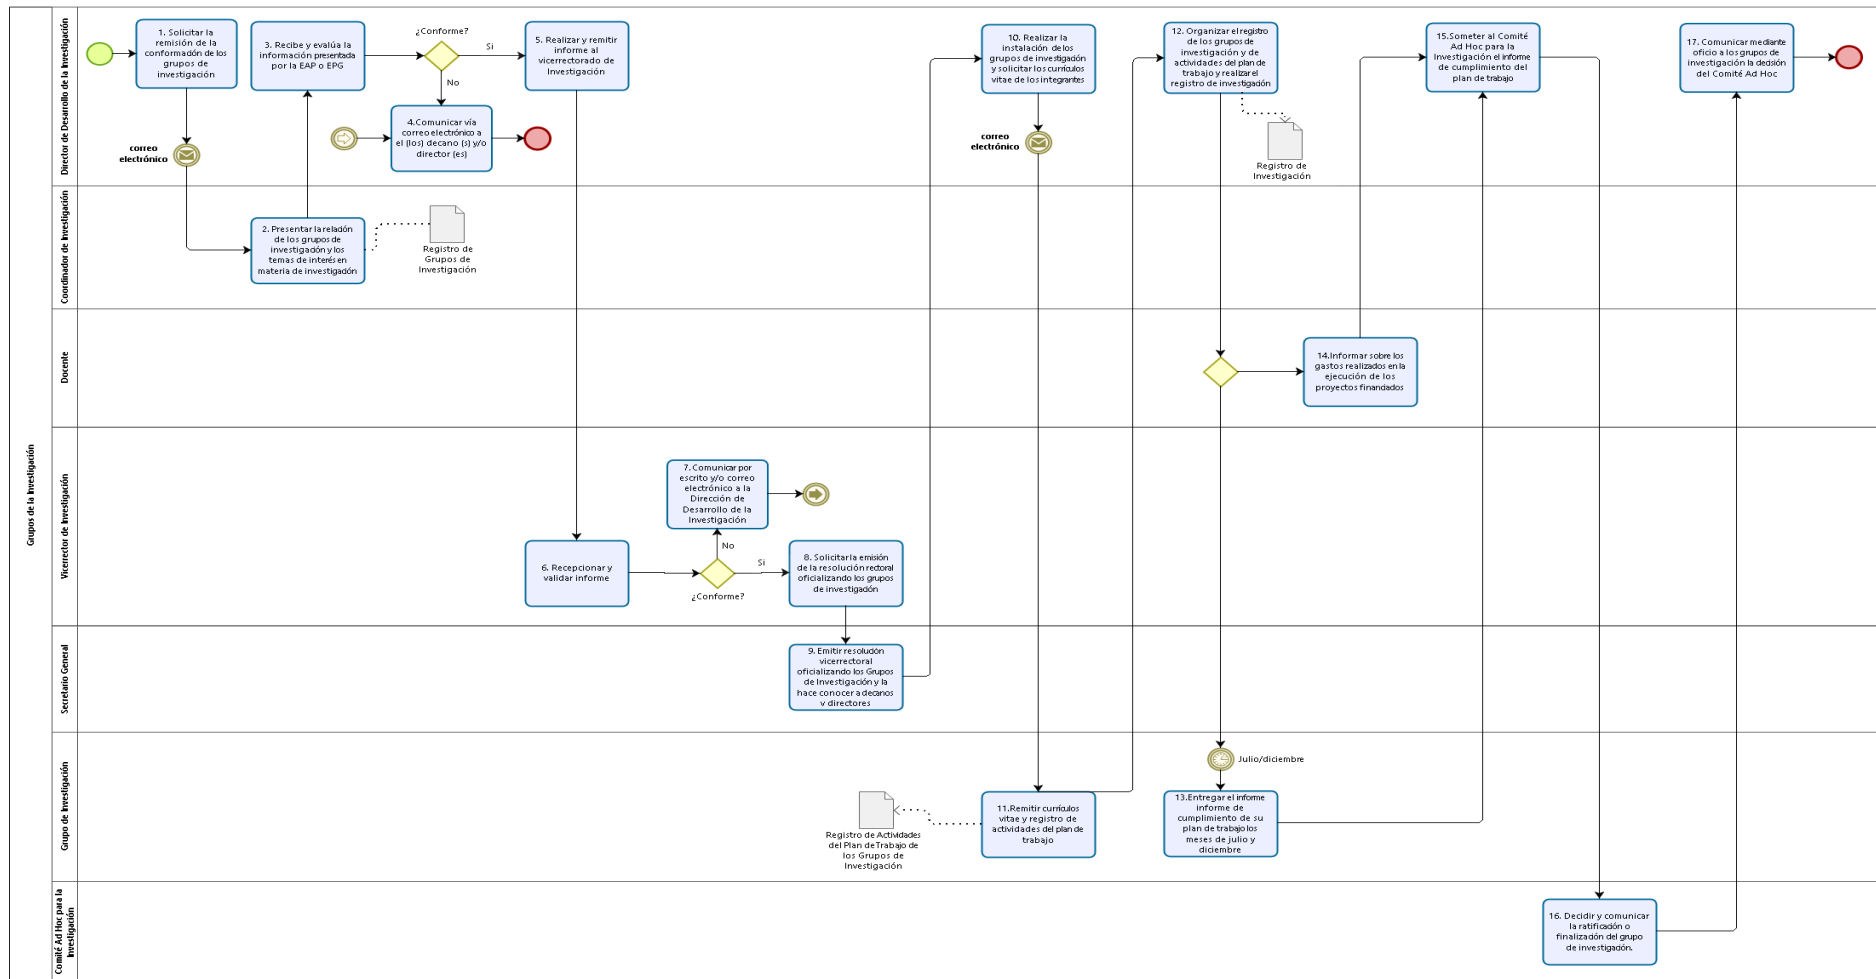 Grupos de la Investigación
Director de Desarrollo de la Investigación
1. Solicitar la
remisión de la
conformación de los
grupos de
investigación
correo
electrónico
3. Recibe y evalúa la
información presentada
por la EAP o EPG
¿Conforme?
Si
No
4.Comunicar vía
correo electrónico a
el (los) decano (s) y/o
director (es)
5. Realizar y remitir
informe al
vicerrectorado de
Investigación
10. Realizar la
instalación de los
grupos de investigación
y solicitar los currículos
vitae de los integrantes
correo
electrónico
12. Organizar el registro
de los grupos de
investigación y de
actividades del plan de
trabajo y realizar el
registro de investigación
Registro de
Investigación
15.Someter al Comité
Ad Hoc para la
Investigación el informe
de cumplimiento del
plan de trabajo
17. Comunicar mediante
oficio a los grupos de
investigación la decisión
del Comité Ad Hoc
Coordinador de Investigación
2. Presentar la relación
de los grupos de
investigación y los
temas de interés en
materia de investigación
Registro de
Grupos de
Investigación
Docente
14.Informar sobre los
gastos realizados en la
ejecución de los
proyectos financiados
Vicerrector de Investigación
6. Recepcionar y
validar informe
7. Comunicar por
escrito y/o correo
electrónico a la
Dirección de
Desarrollo de la
Investigación
No
Si
¿Conforme?
8. Solicitar la emisión
de la resolución rectoral
oficializando los grupos
de investigación
Secretario General
9. Emitir resolución
vicerrectoral
oficializando los Grupos
de Investigación y la
hace conocer a decanos
y directores
Grupo de Investigación
Registro de Actividades
del Plan de Trabajo de
los Grupos de
Investigación
11.Remitir currículos
vitae y registro de
actividades del plan de
trabajo
Julio/diciembre
13.Entregar el informe
informe de
cumplimiento de su
plan de trabajo los
meses de julio y
diciembre
Comité Ad Hoc para la
Investigación
16. Decidir y comunicar
la ratificación o
finalización del grupo
de investigación.